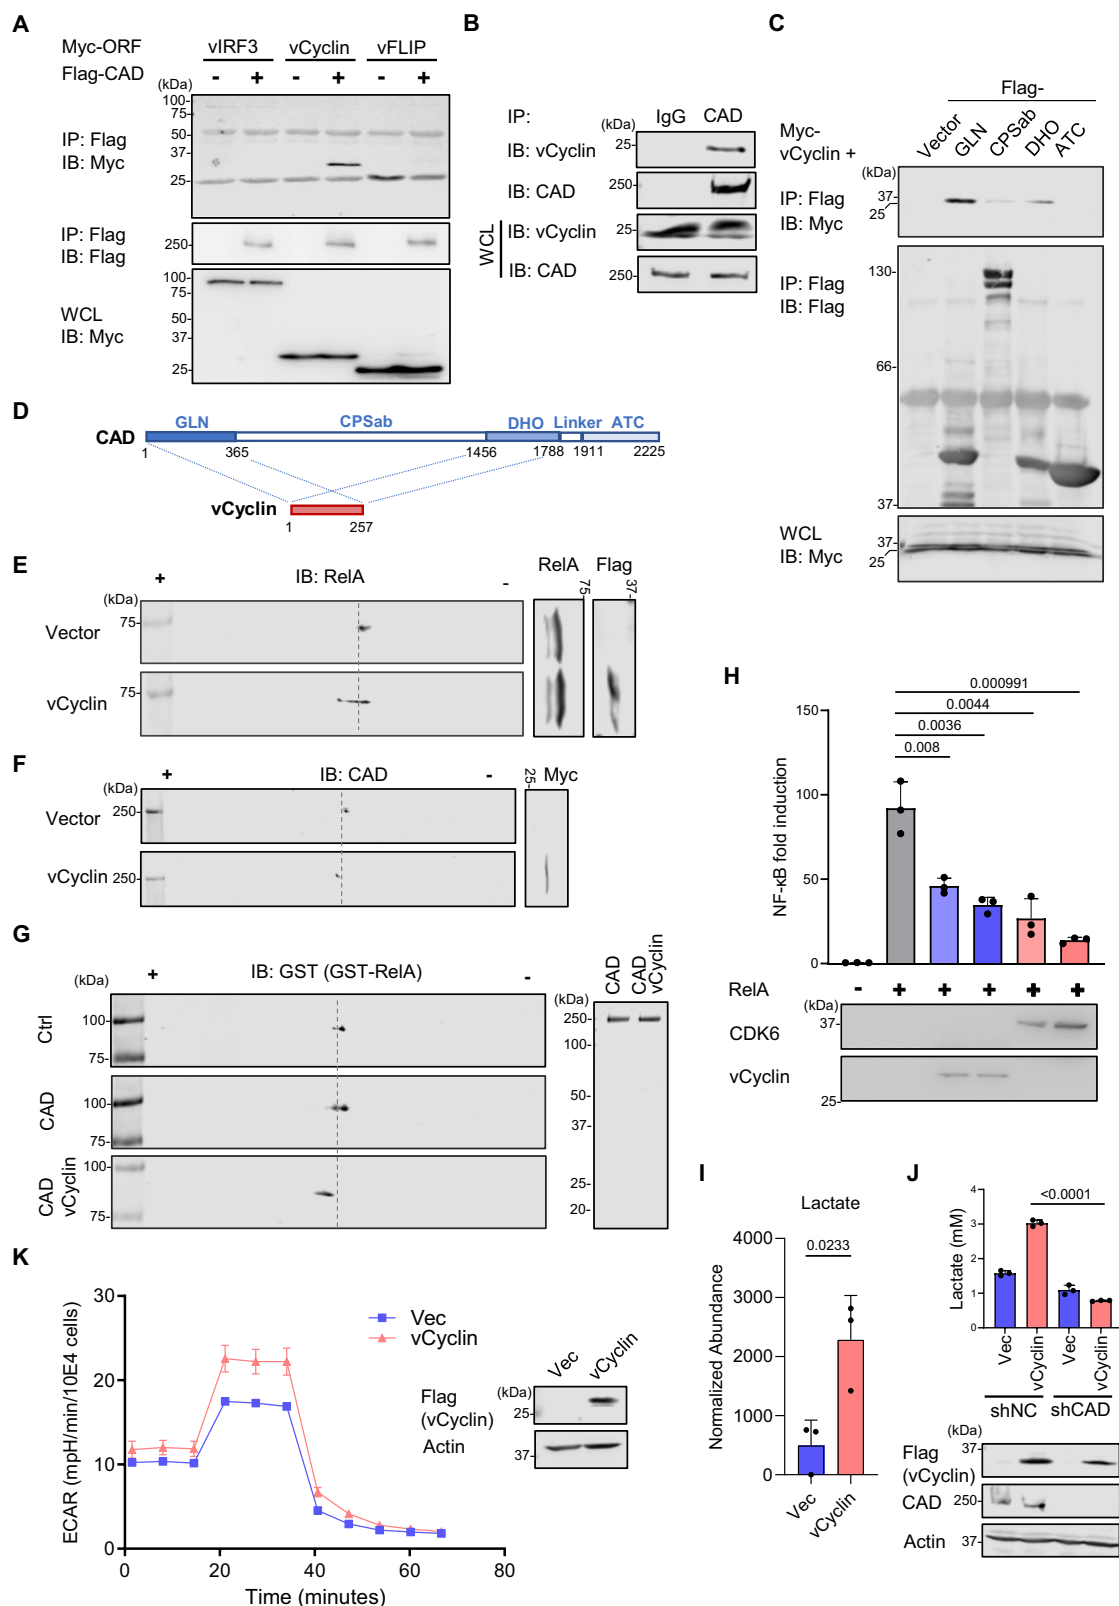 A
Myc-ORF vIRF3 vCyclin vFLIP
Flag-CAD - + - + - +
(kDa)
100-
75-
50-
37-
25-
IP: Flag
IB: Myc
250-
IP: Flag
IB: Flag
100-
75-
50-
37-
25-
WCL
IB: Myc
B
IP: IgG CAD
(kDa)
IB: vCyclin 25-
IB: CAD 250-
WCL
IB: vCyclin 25-
IB: CAD 250-
C
Flag-
Myc-
vCyclin +
Vector GLN CPSab DHO ATC
(kDa)
IP: Flag
IB: Myc
37-
25-
IP: Flag
IB: Flag
130-
66-
37-
WCL
IB: Myc
37-
25-
D
GLN CPSab DHO Linker ATC
CAD
1 365 1456 1788 1911 2225
vCyclin
1 257
E
+ IB: RelA -
(kDa)
Vector 75-
vCyclin 75-
RelA Flag
75- 37-
F
+ IB: CAD -
(kDa)
Vector 250-
vCyclin 250-
25- Myc
G
(kDa) + IB: GST (GST-RelA) -
Ctrl 100- 75-
CAD 100- 75-
CAD vCyclin 100- 75-
CAD CAD vCyclin
(kDa)
250-
100-
50-
37-
25-
20-
H
0.000991
0.0044
0.0036
0.008
NF-κB fold induction
150
100
50
0
RelA - + + + + +
(kDa)
CDK6 37-
vCyclin
25-
I
Lactate
0.0233
Normalized Abundance
4000
3000
2000
1000
0
Vec vCyclin
J
<0.0001
Lactate (mM)
4
3
2
1
0
Vec vCyclin Vec vCyclin
shNC shCAD
(kDa)
Flag
(vCyclin)
37-
CAD 250-
Actin 37-
K
ECAR (mpH/min/10E4 cells)
30
20
10
0
0 20 40 60 80
Time (minutes)
Vec
vCyclin
Vec vCyclin
(kDa)
Flag
(vCyclin)
25-
Actin
37-